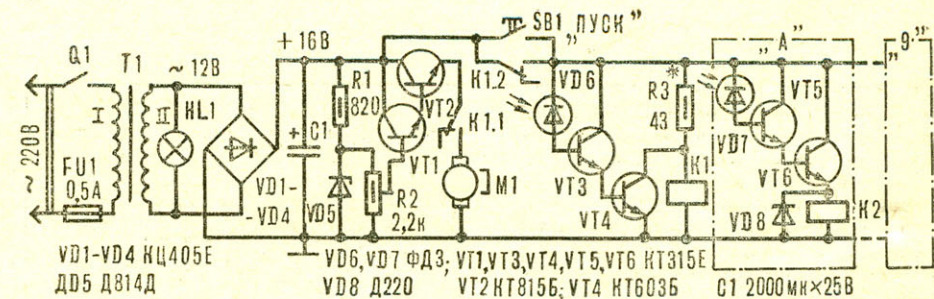 SB1 ПУСК"
"
+16В
K1.2
"А"
"9"
Q1
T1
~ 12В
R1
820
VT2
K1.1
VD6
*
R3
43
VD7
VT5
I
II
HL1
C1
+
~ 220В
FU1
0,5А
VD1-
-VD4
VD5
R2
2,2к
VT1
M1
VT3
VT4
K1
VT6
VD8
K2
VD1-VD4 КЦ405Е
ДD5 Д814Д
VD6,VD7 ФД3; VT1,VT3,VT4,VT5,VT6 КТ315Е
VD8 Д220
VT2 КТ815Б; VT4 КТ603Б
C1 2000мк×25В